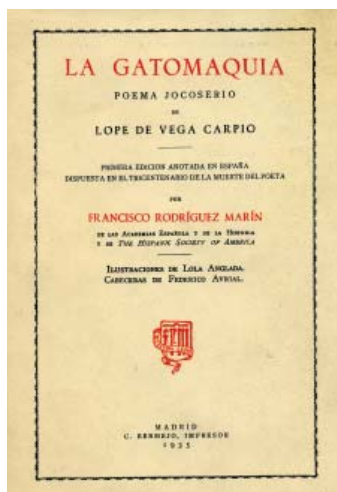 LA GATOMAQUIA
POEMA JOCOSERIO
DE
LOPE DE VEGA CARPIO
PRIMERA EDICION ANOTADA EN ESPAÑA
DISPUESTA EN EL TRICENTENARIO DE LA MUERTE DEL POETA
POR
FRANCISCO RODRÍGUEZ MARÍN
DE LAS ACADEMIAS ESPAÑOLA Y DE LA HISTORIA
Y DE THE HISPANIC SOCIETY OF AMERICA
ILUSTRACIONES DE LOLA ANGLADA.
CABECERAS DE FEDERICO AVRIAL.
MADRID
C. BERMEJO, IMPRESOR
1935